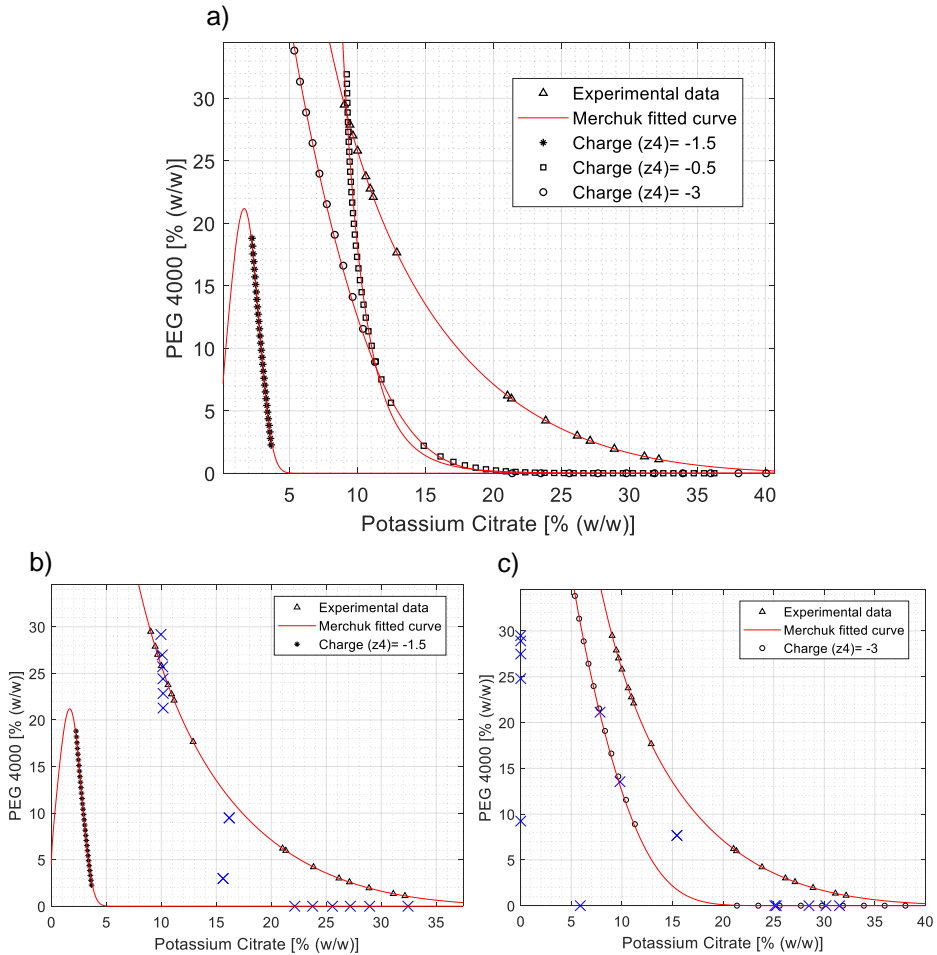 a)
PEG 4000 [% (w/w)]
30
25
20
15
10
5
0
5 10 15 20 25 30 35 40
Potassium Citrate [% (w/w)]
Experimental data
Merchuk fitted curve
Charge (z4)= -1.5
Charge (z4)= -0.5
Charge (z4)= -3
b)
PEG 4000 [% (w/w)]
30
25
20
15
10
5
0
0 5 10 15 20 25 30 35
Potassium Citrate [% (w/w)]
Experimental data
Merchuk fitted curve
Charge (z4)= -1.5
c)
PEG 4000 [% (w/w)]
30
25
20
15
10
5
0
0 5 10 15 20 25 30 35 40
Potassium Citrate [% (w/w)]
Experimental data
Merchuk fitted curve
Charge (z4)= -3